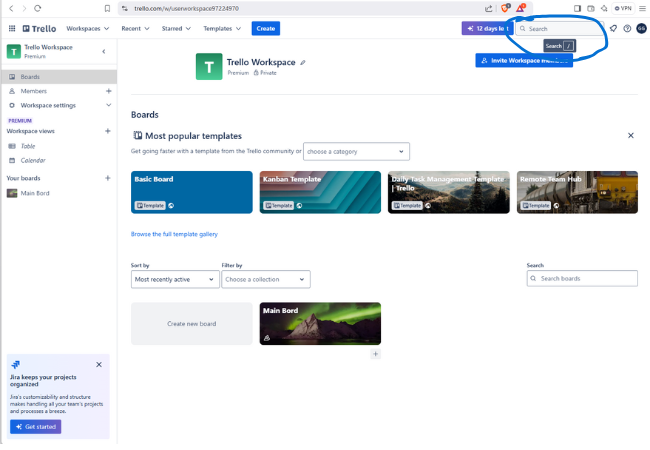 trello.com/w/userworkspace97224970
VPN
Trello
Workspaces
Recent
Starred
Templates
Create
12 days le
Search
Search /
Trello Workspace
Premium
Boards
Members
Workspace settings
PREMIUM
Workspace views
Table
Calendar
Your boards
Main Bord
T
Trello Workspace
Premium
Private
Invite Workspace
Boards
Most popular templates
Get going faster with a template from the Trello community or
choose a category
Basic Board
Template
Kanban Template
Template
Daily Task Management Template
| Trello
Template
Remote Team Hub
Template
Browse the full template gallery
Sort by
Most recently active
Filter by
Choose a collection
Search
Search boards
Create new board
Main Bord
Jira keeps your projects
organized
Jira's customizability and structure
makes handling all your team's projects
and processes a breeze.
Get started